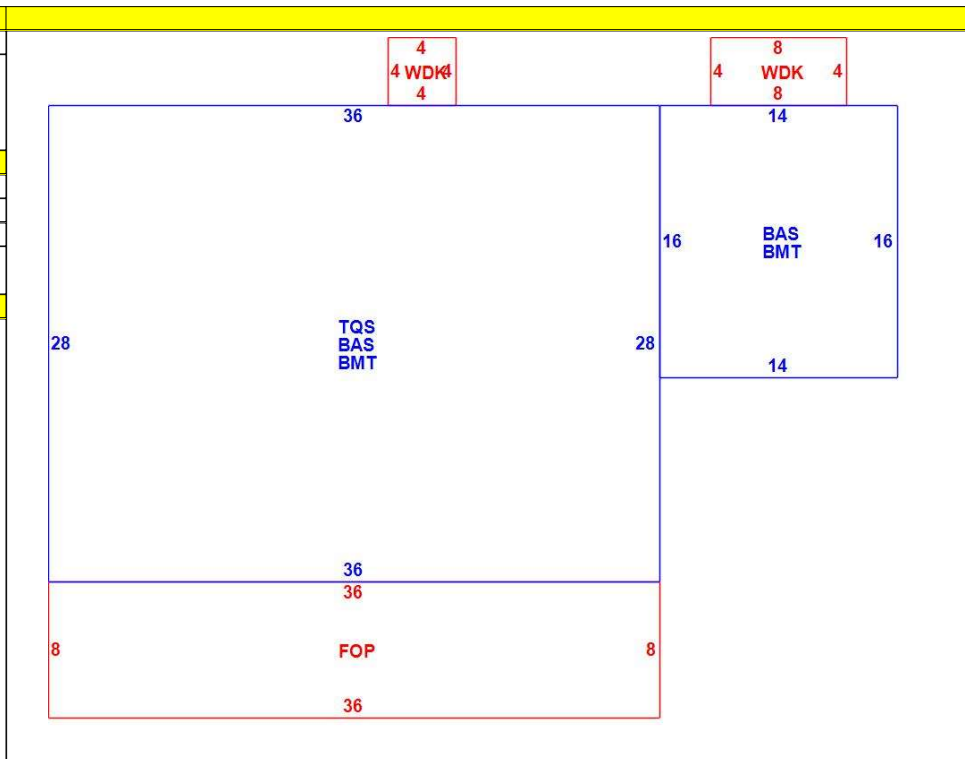 4 8
4 WDK 4 4 WDK 4
4 8
36 14
16 BAS 16
BMT
14
28 TQS 28
BAS
BMT
36
36
8 FOP 8
36